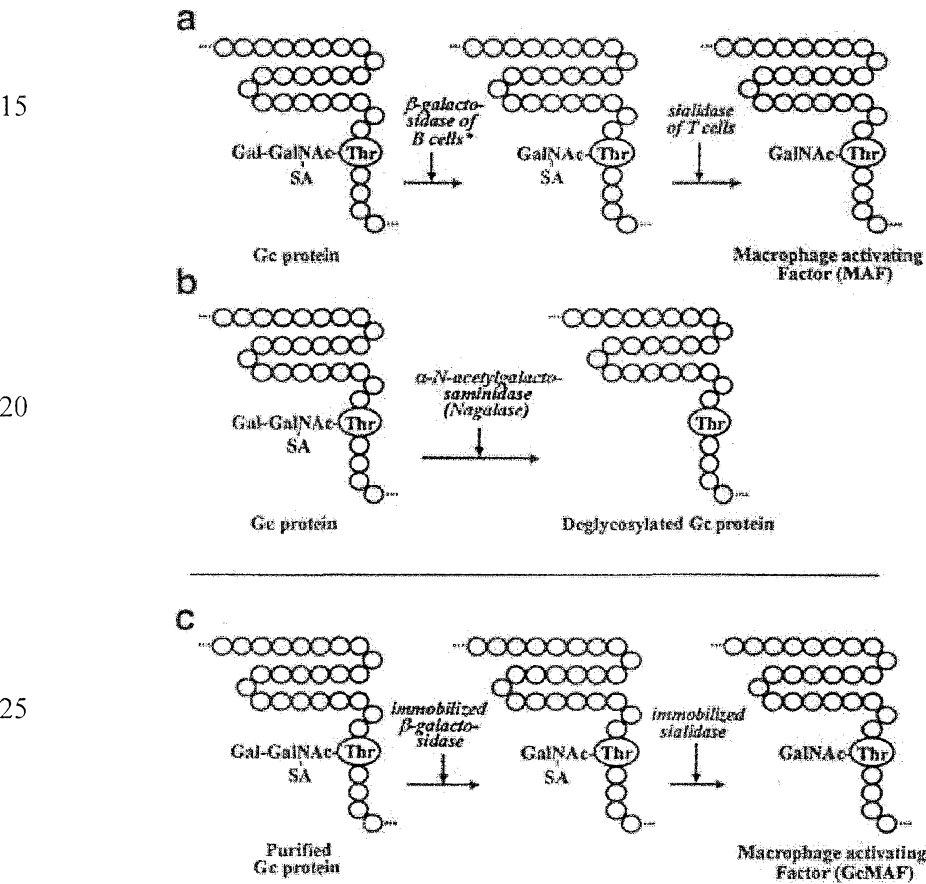 a
15
β-galacto-
sidase of
B cells*
sialidase
of T cells
Gal-GalNAc-Thr
SA
GalNAc-Thr
SA
GalNAc-Thr
Gc protein
Macrophage activating
Factor (MAF)
b
20
α-N-acetylgalacto-
saminidase
(Nagalase)
Gal-GalNAc-Thr
SA
Thr
Gc protein
Deglycosylated Gc protein
c
25
immobilized
β-galacto-
sidase
immobilized
sialidase
Gal-GalNAc-Thr
SA
GalNAc-Thr
SA
GalNAc-Thr
Purified
Gc protein
Macrophage activating
Factor (GcMAF)